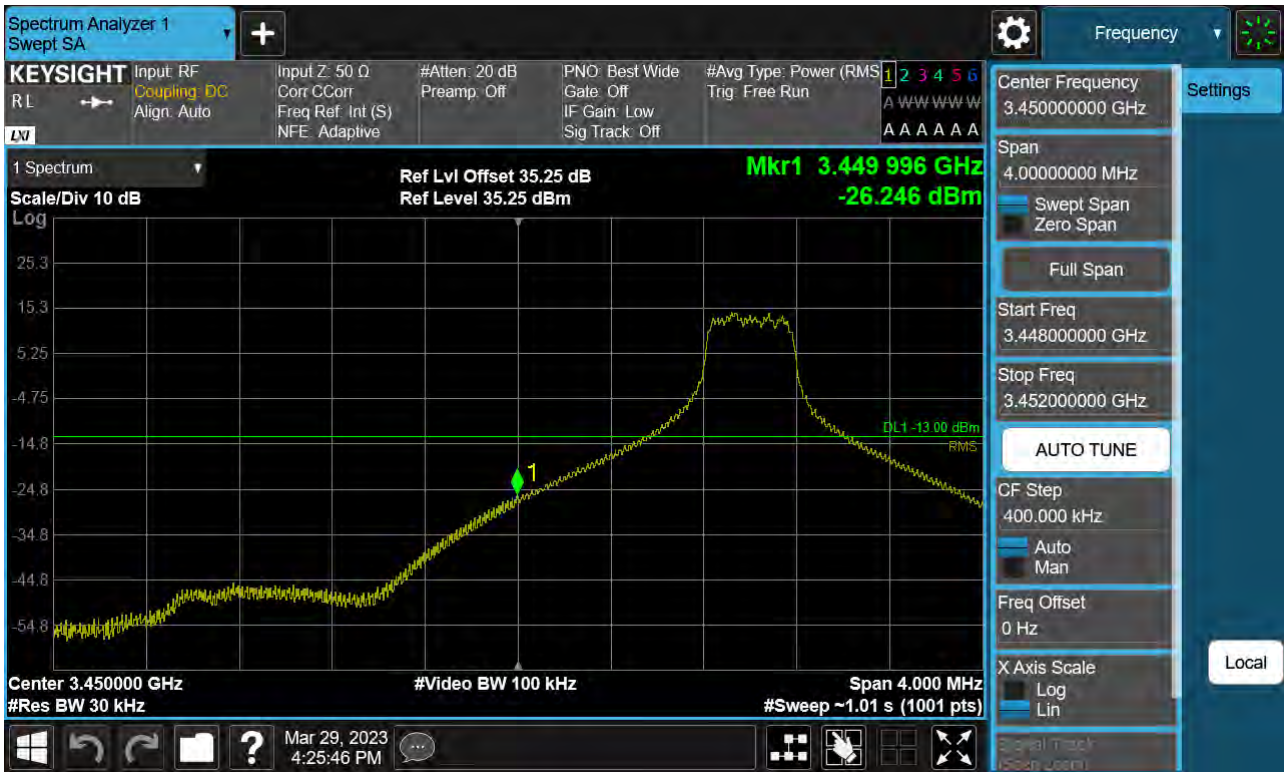 Spectrum Analyzer 1
Swept SA
Frequency
KEYSIGHT
RL
LXI
Input: RF
Coupling: DC
Align: Auto
Input Z: 50 Ω
Corr CCorr
Freq Ref: Int (S)
NFE: Adaptive
#Atten: 20 dB
Preamp: Off
PNO: Best Wide
Gate: Off
IF Gain: Low
Sig Track: Off
#Avg Type: Power (RMS
Trig: Free Run
1 2 3 4 5 6
A W W W W W
A A A A A A
1 Spectrum
Scale/Div 10 dB
Ref Lvl Offset 35.25 dB
Ref Level 35.25 dBm
Mkr1 3.449 996 GHz
-26.246 dBm
Log
25.3
15.3
5.25
-4.75
-14.8
-24.8
-34.8
-44.8
-54.8
1
DL1 -13.00 dBm
RMS
Center 3.450000 GHz
#Video BW 100 kHz
Span 4.000 MHz
#Res BW 30 kHz
#Sweep ~1.01 s (1001 pts)
Center Frequency
3.450000000 GHz
Settings
Span
4.00000000 MHz
Swept Span
Zero Span
Full Span
Start Freq
3.448000000 GHz
Stop Freq
3.452000000 GHz
AUTO TUNE
CF Step
400.000 kHz
Auto
Man
Freq Offset
0 Hz
X Axis Scale
Log
Lin
Local
Signal Track
(Span Zoom)
?
Mar 29, 2023
4:25:46 PM